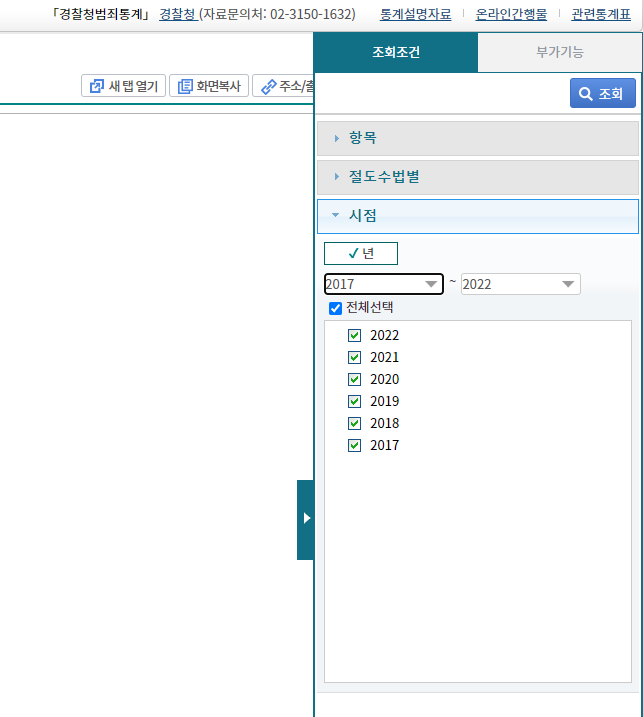 「경찰청범죄통계」 경찰청 (자료문의처: 02-3150-1632) 통계설명자료 온라인간행물 관련통계표
조회조건 부가기능
새 탭 열기 화면복사 주소/출
조회
항목
절도수법별
시점
년
2017 ~ 2022
전체선택
2022
2021
2020
2019
2018
2017